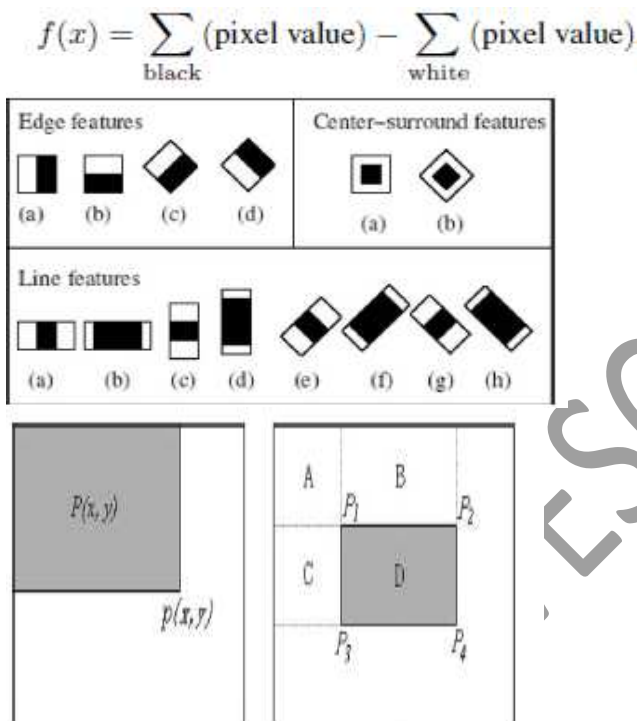 f(x) = ∑ (pixel value) − ∑ (pixel value)
black white
Edge features
(a) (b) (c) (d)
Center–surround features
(a) (b)
Line features
(a) (b) (c) (d) (e) (f) (g) (h)
P(x, y)
p(x,y)
A B
P₁ P₂
C D
P₃ P₄